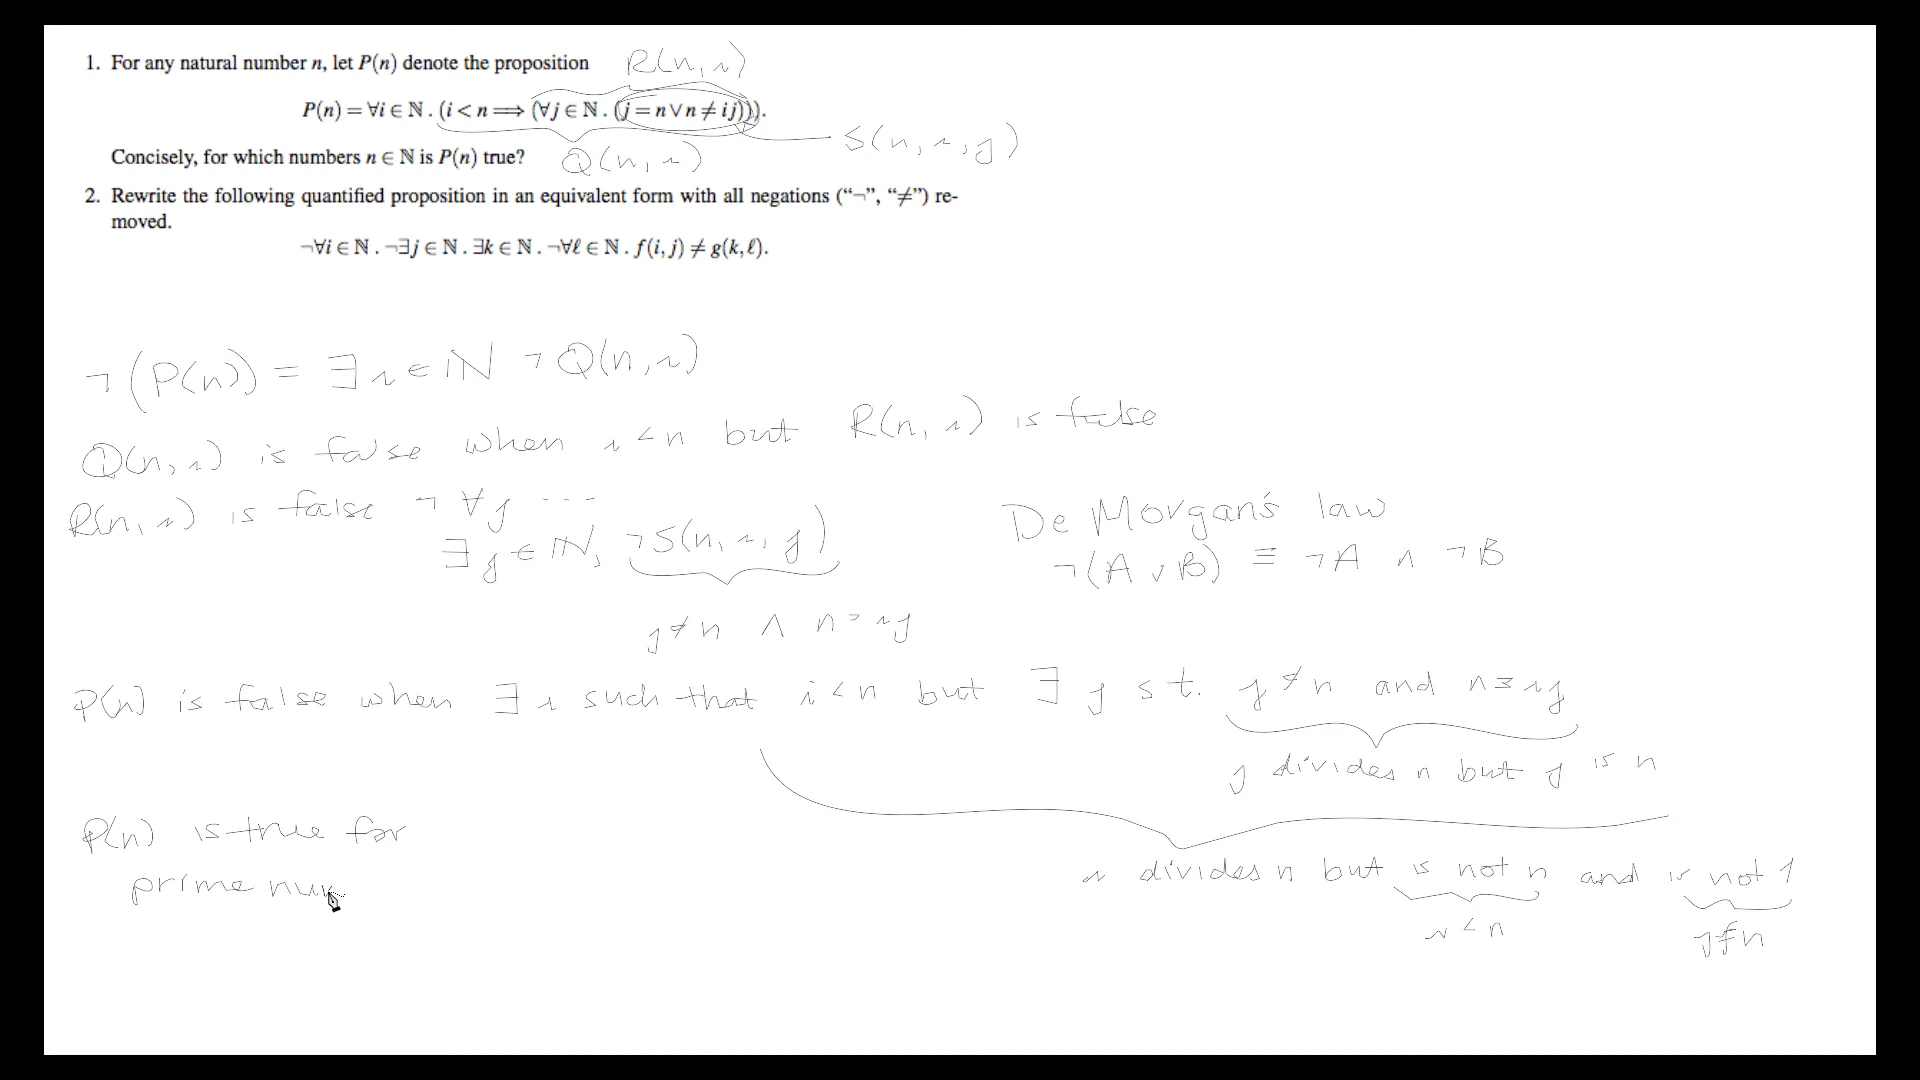 1. For any natural number n, let P(n) denote the proposition R(n, i)
P(n) = ∀i ∈ ℕ . (i < n ⟹ (∀j ∈ ℕ . (j = n ∨ n ≠ ij))).
S(n, i, j)
Concisely, for which numbers n ∈ ℕ is P(n) true? Q(n, i)
2. Rewrite the following quantified proposition in an equivalent form with all negations (“¬”, “≠”) re-
moved.
¬∀i ∈ ℕ . ¬∃j ∈ ℕ . ∃k ∈ ℕ . ¬∀ℓ ∈ ℕ . f(i, j) ≠ g(k, ℓ).
¬(P(n)) = ∃ i ∈ ℕ ¬Q(n, i)
Q(n, i) is false when i < n but R(n, i) is false
R(n, i) is false ¬∀j ...
∃ j ∈ ℕ, ¬S(n, i, j)
De Morgan's law
¬(A ∨ B) ≡ ¬A ∧ ¬B
j ≠ n ∧ n = ij
P(n) is false when ∃ i such that i < n but ∃ j s t. j ≠ n and n = ij
j divides n but j is n
P(n) is true for
prime num
i divides n but is not n and is not 1
i < n
j ≠ n